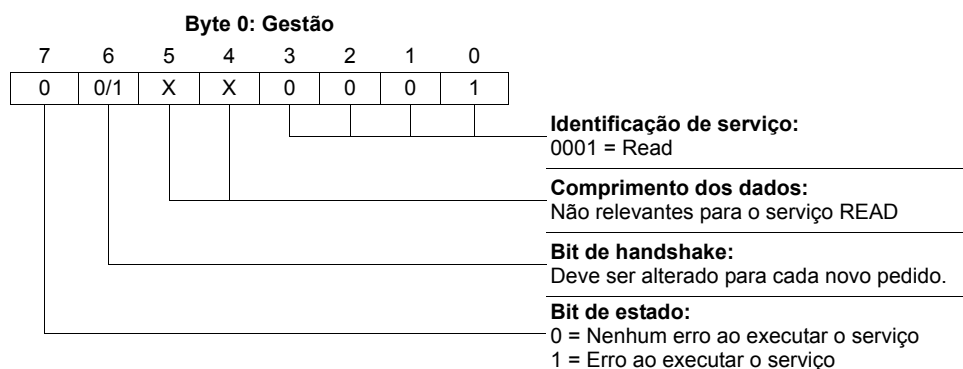 Byte 0: Gestão
7 6 5 4 3 2 1 0
0 0/1 X X 0 0 0 1
Identificação de serviço:
0001 = Read
Comprimento dos dados:
Não relevantes para o serviço READ
Bit de handshake:
Deve ser alterado para cada novo pedido.
Bit de estado:
0 = Nenhum erro ao executar o serviço
1 = Erro ao executar o serviço